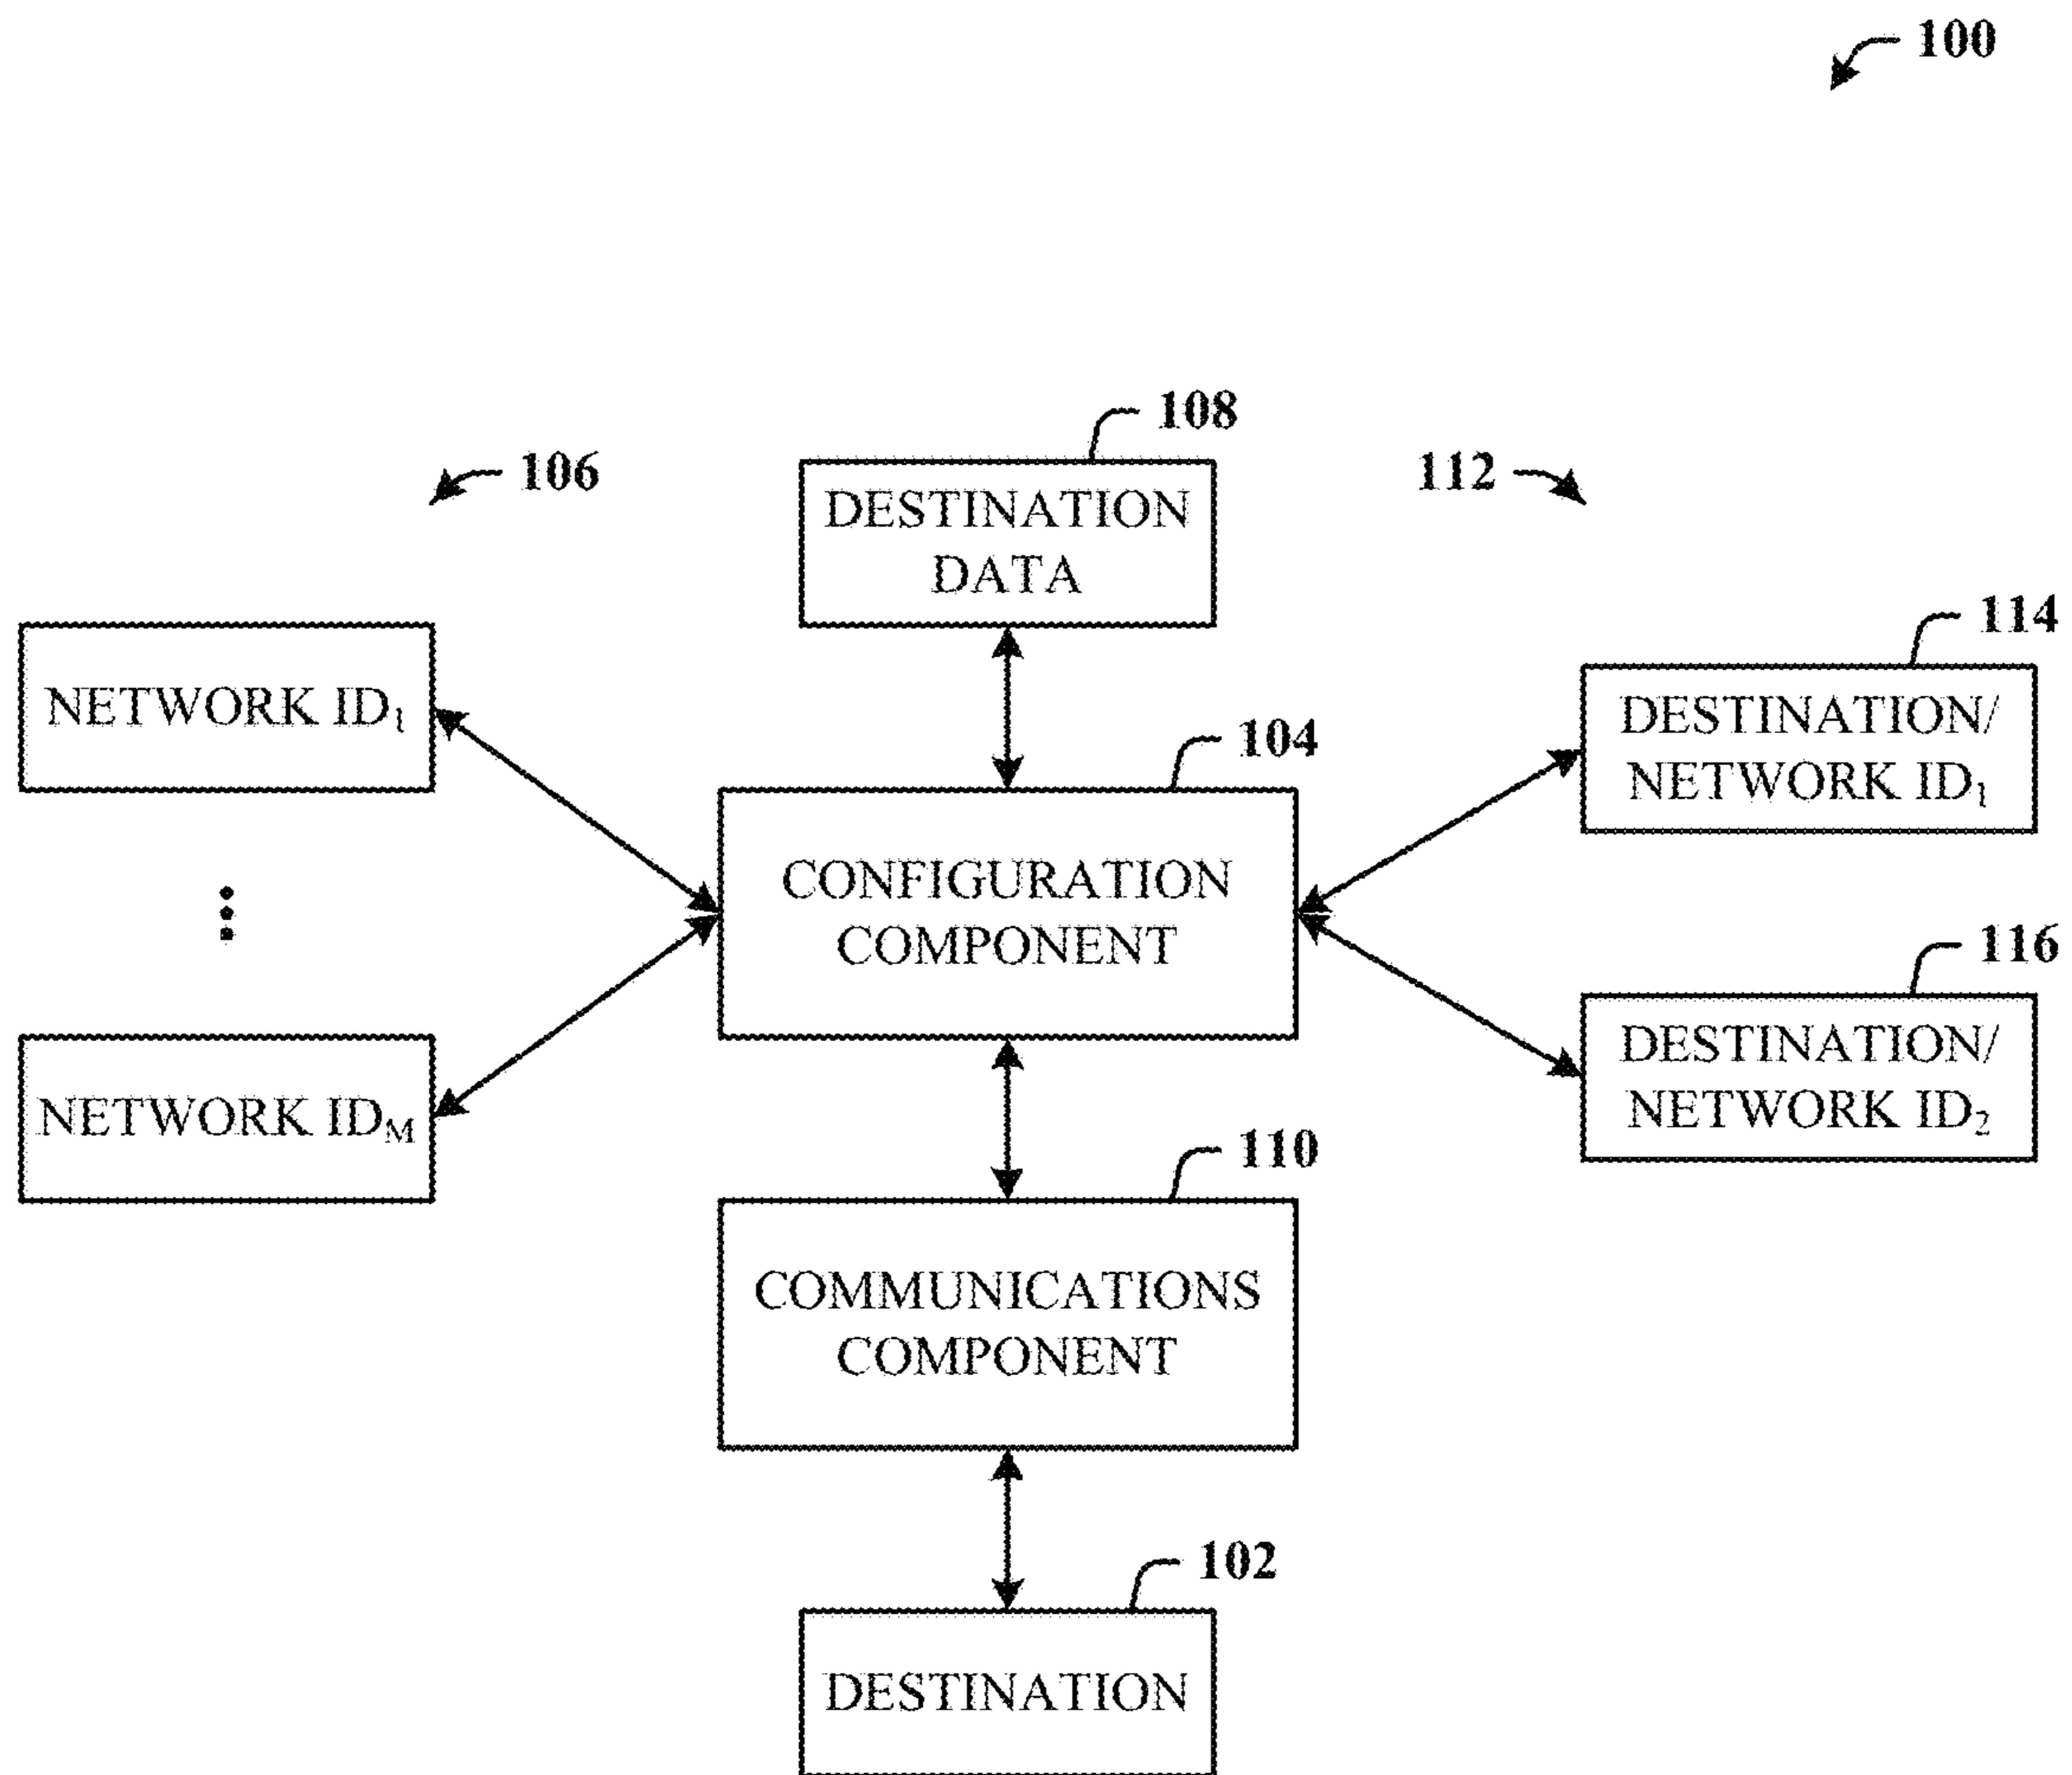 100
108
106
112
DESTINATION
DATA
114
NETWORK ID₁
DESTINATION/
NETWORK ID₁
104
CONFIGURATION
COMPONENT
116
DESTINATION/
NETWORK ID₂
NETWORK IDM
110
COMMUNICATIONS
COMPONENT
102
DESTINATION